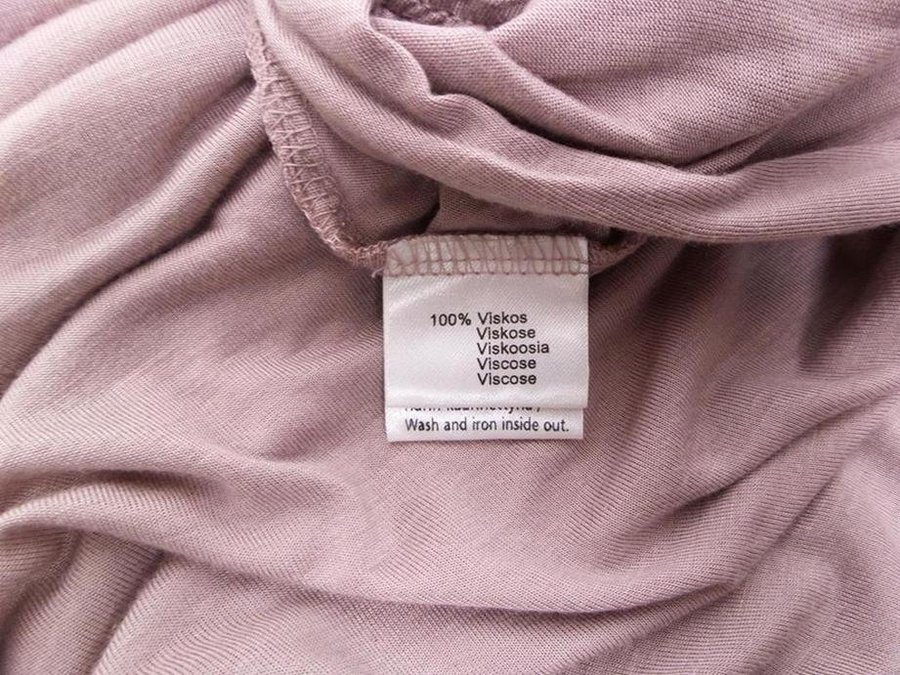 100% Viskos
Viskose
Viskoosia
Viscose
Viscose
Wash and iron inside out.